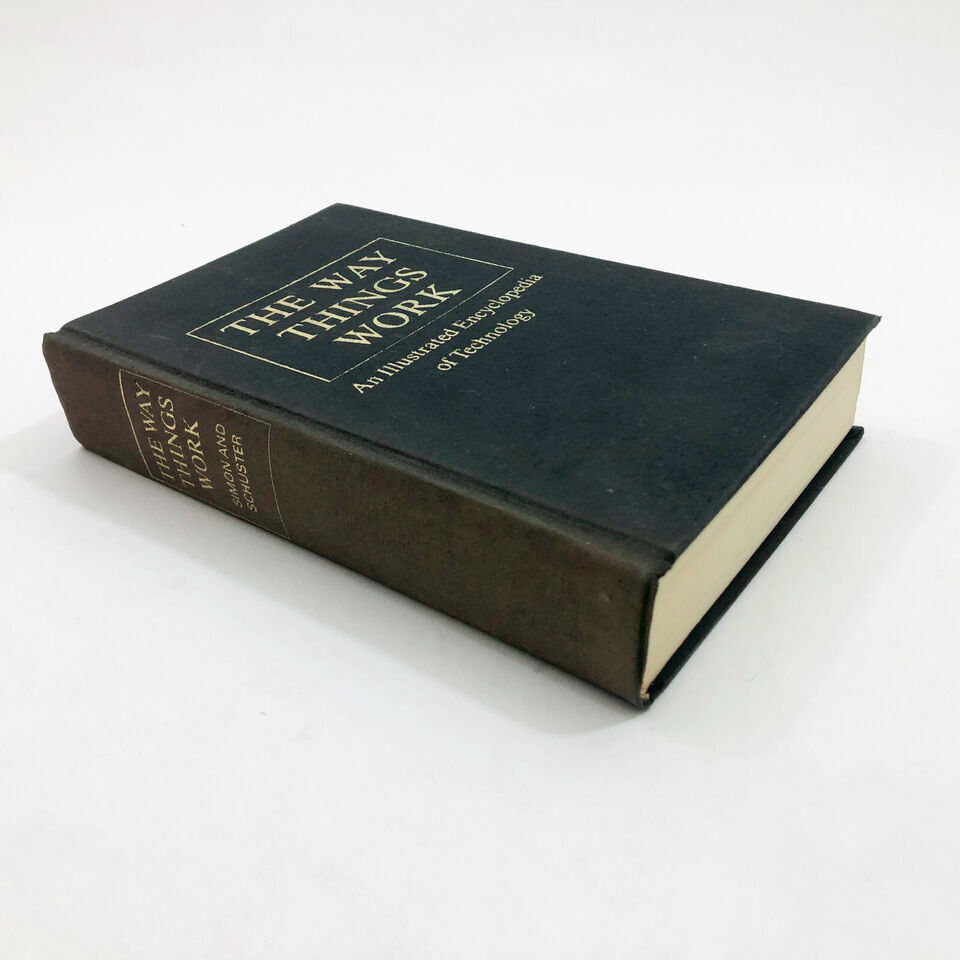 THE WAY
THINGS
WORK
An Illustrated Encyclopedia
of Technology
THE WAY
THINGS
WORK
SIMON AND
SCHUSTER